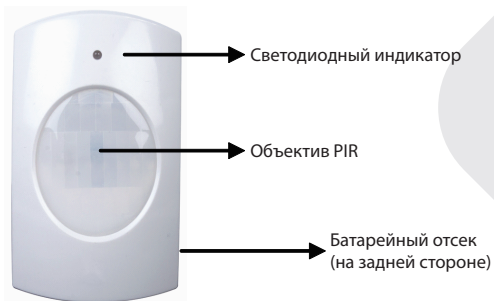 Светодиодный индикатор
Объектив PIR
Батарейный отсек
(на задней стороне)